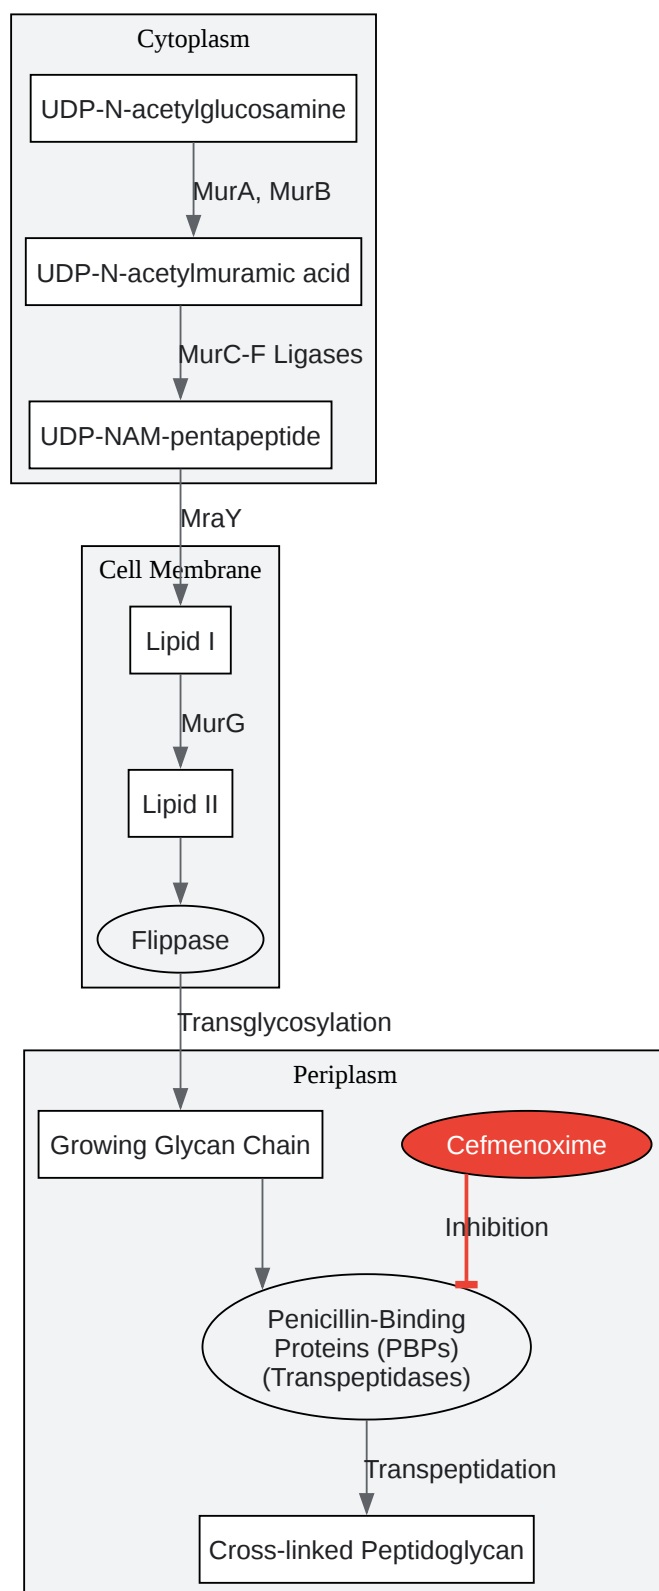 Cytoplasm
UDP-N-acetylglucosamine
MurA, MurB
UDP-N-acetylmuramic acid
MurC-F Ligases
UDP-NAM-pentapeptide
MraY
Cell Membrane
Lipid I
MurG
Lipid II
Flippase
Transglycosylation
Periplasm
Growing Glycan Chain
Cefmenoxime
Inhibition
Penicillin-Binding
Proteins (PBPs)
(Transpeptidases)
Transpeptidation
Cross-linked Peptidoglycan